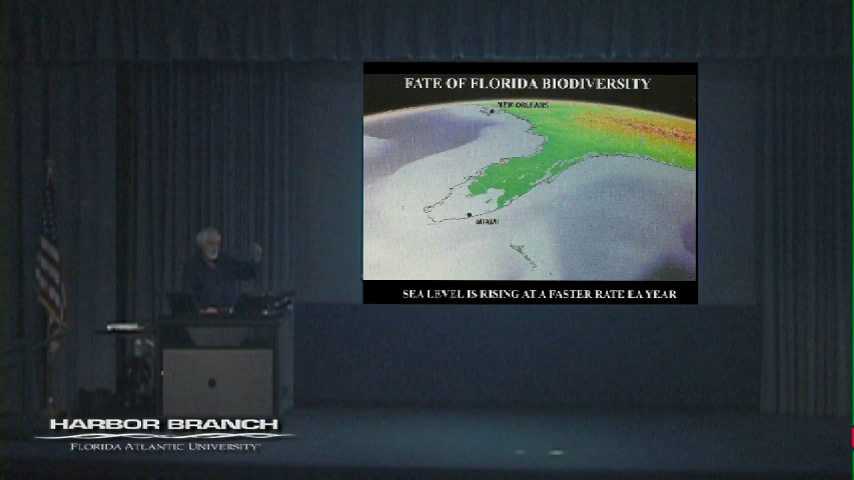 FATE OF FLORIDA BIODIVERSITY
NEW ORLEANS
MIAMI
SEA LEVEL IS RISING AT A FASTER RATE EA YEAR
HARBOR BRANCH
FLORIDA ATLANTIC UNIVERSITY